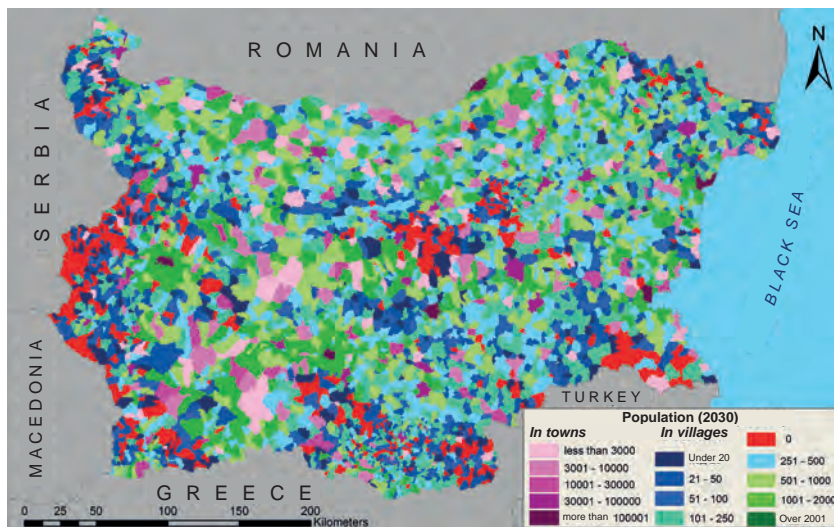 ROMANIA
N
SERBIA
BLACK SEA
MACEDONIA
TURKEY
GREECE
0 25 50 100 150 200
Kilometers
Population (2030)
In towns
less than 3000
3001 - 10000
10001 - 30000
30001 - 100000
more than 100001
In villages
Under 20
21 - 50
51 - 100
101 - 250
0
251 - 500
501 - 1000
1001 - 2000
Over 2001